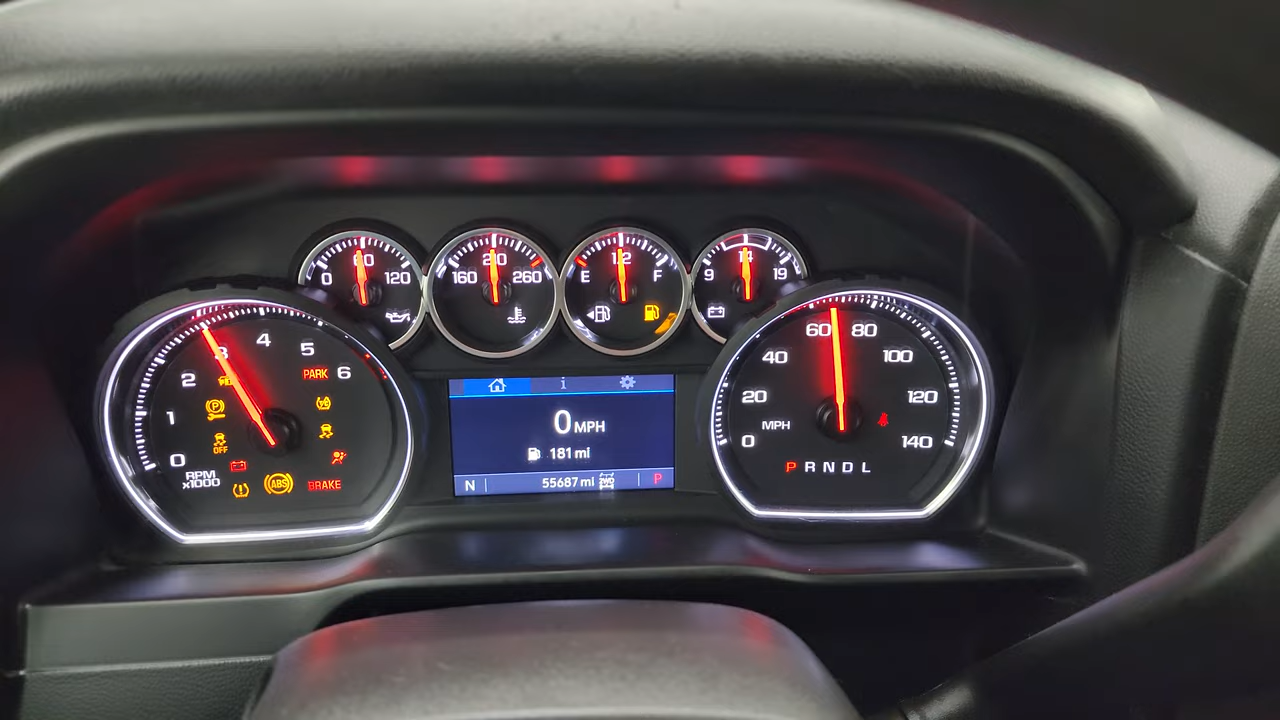 0 80 120
160 210 260
E 1/2 F
9 14 19
0 1 2 3 4 5 6
PARK
OFF
RPM
x1000
ABS
BRAKE
i
0 MPH
181 mi
N 55687 mi 2WD P
0 20 40 60 80 100 120 140
MPH
P R N D L